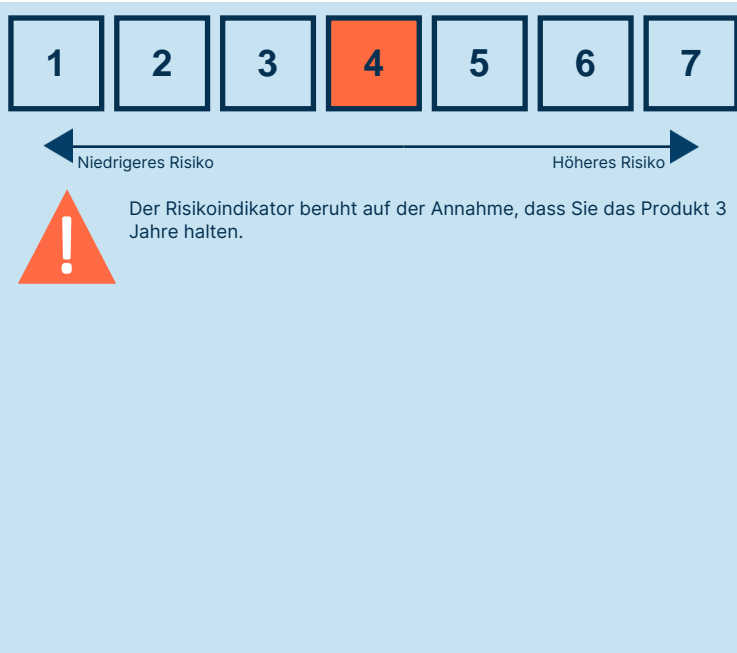 1 2 3 4 5 6 7
Niedrigeres Risiko Höheres Risiko
!
Der Risikoindikator beruht auf der Annahme, dass Sie das Produkt 3
Jahre halten.